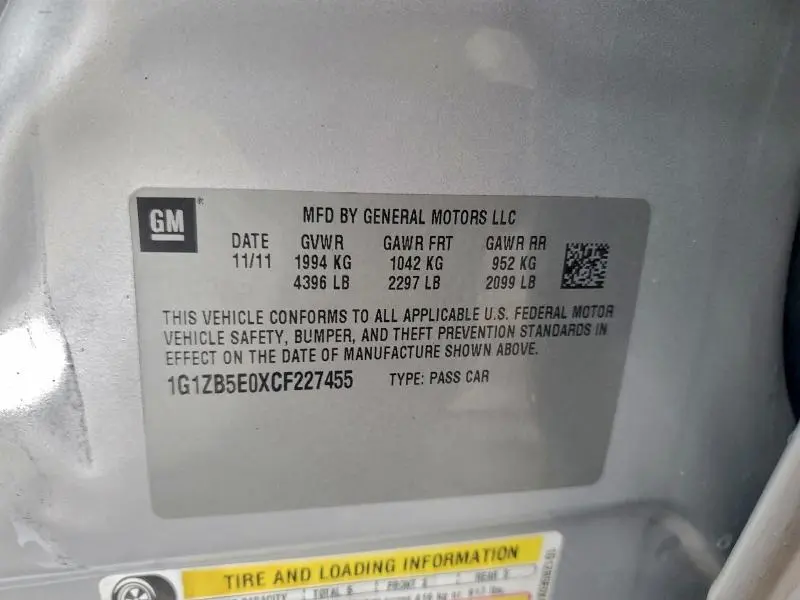 GM
MFD BY GENERAL MOTORS LLC
DATE GVWR GAWR FRT GAWR RR
11/11 1994 KG 1042 KG 952 KG
4396 LB 2297 LB 2099 LB
THIS VEHICLE CONFORMS TO ALL APPLICABLE U.S. FEDERAL MOTOR
VEHICLE SAFETY, BUMPER, AND THEFT PREVENTION STANDARDS IN
EFFECT ON THE DATE OF MANUFACTURE SHOWN ABOVE.
1G1ZB5E0XCF227455 TYPE: PASS CAR
TIRE AND LOADING INFORMATION